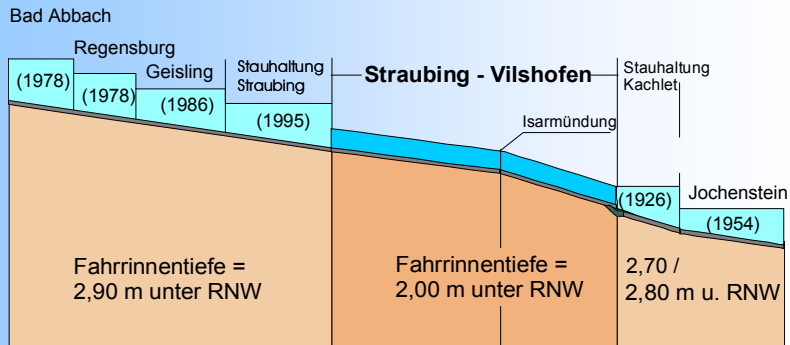 Bad Abbach
Regensburg
Geisling
Stauhaltung
Straubing
Straubing - Vilshofen
Stauhaltung
Kachlet
(1978)
(1978)
(1986)
(1995)
Isarmündung
(1926)
Jochenstein
(1954)
Fahrrinnentiefe =
2,90 m unter RNW
Fahrrinnentiefe =
2,00 m unter RNW
2,70 /
2,80 m u. RNW